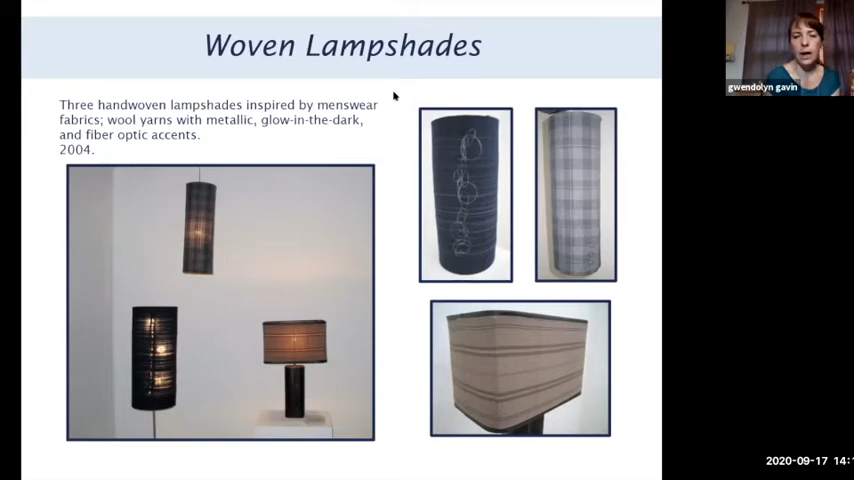 Woven Lampshades
Three handwoven lampshades inspired by menswear
fabrics; wool yarns with metallic, glow-in-the-dark,
and fiber optic accents.
2004.
gwendolyn gavin
2020-09-17 14:1